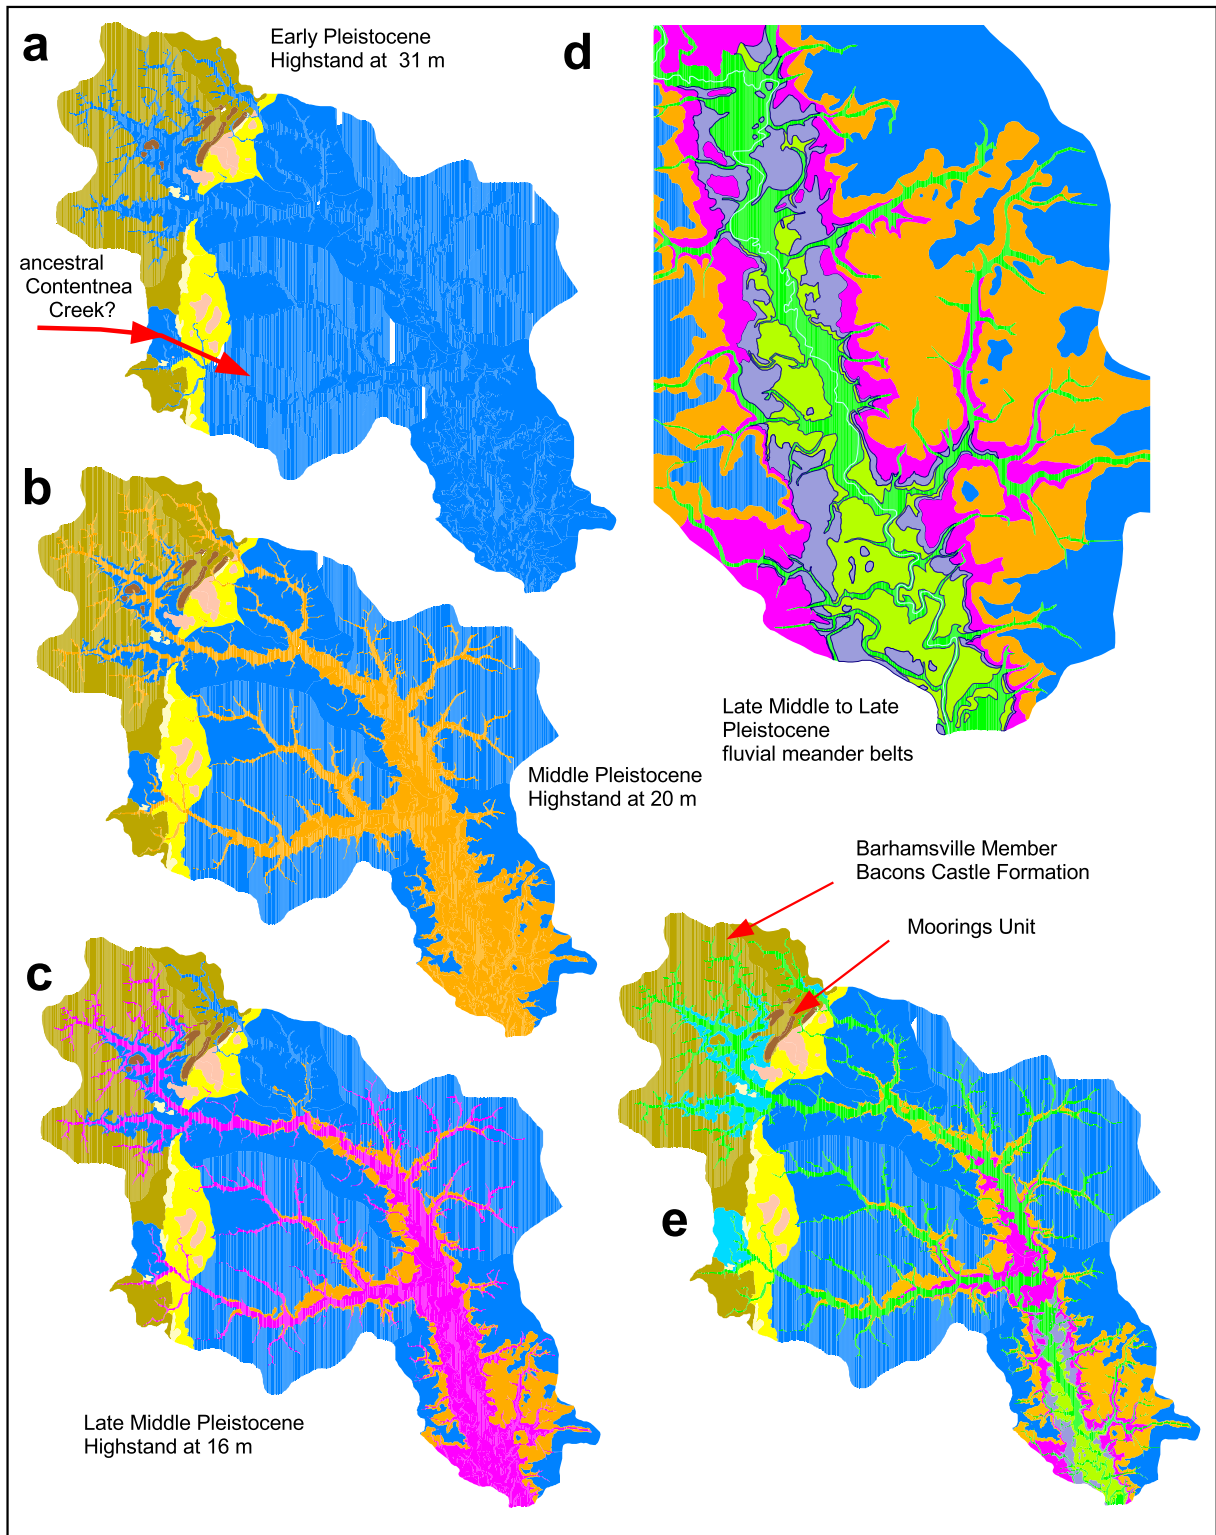 a
Early Pleistocene
Highstand at 31 m
ancestral
Contentnea
Creek?
b
Middle Pleistocene
Highstand at 20 m
c
Late Middle Pleistocene
Highstand at 16 m
d
Late Middle to Late
Pleistocene
fluvial meander belts
Barhamsville Member
Bacons Castle Formation
Moorings Unit
e